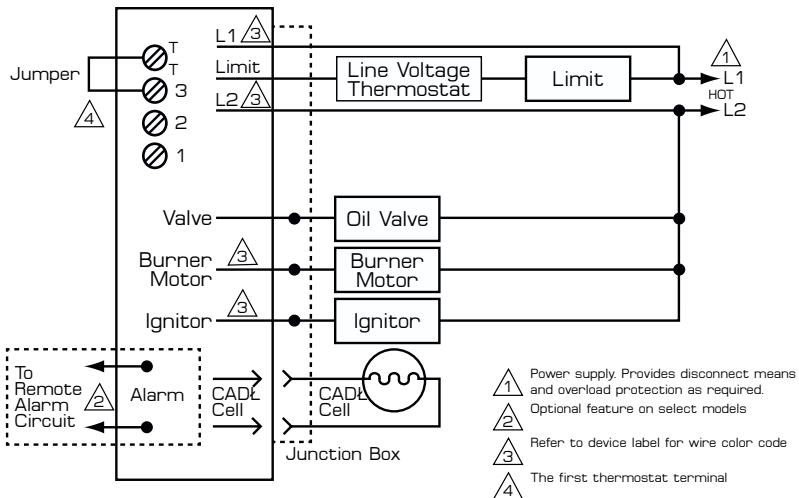 L1 3
T
Jumper
T
3
4
2
1
Limit
L2 3
Line Voltage
Thermostat
Limit
1
L1
HOT
L2
Valve
Oil Valve
Burner
Motor
3
Burner
Motor
Ignitor
3
Ignitor
To
Remote
Alarm
Circuit
2
Alarm
CADŁ
Cell
CADŁ
Cell
Junction Box
1 Power supply. Provides disconnect means
and overload protection as required.
2 Optional feature on select models
3 Refer to device label for wire color code
4 The first thermostat terminal